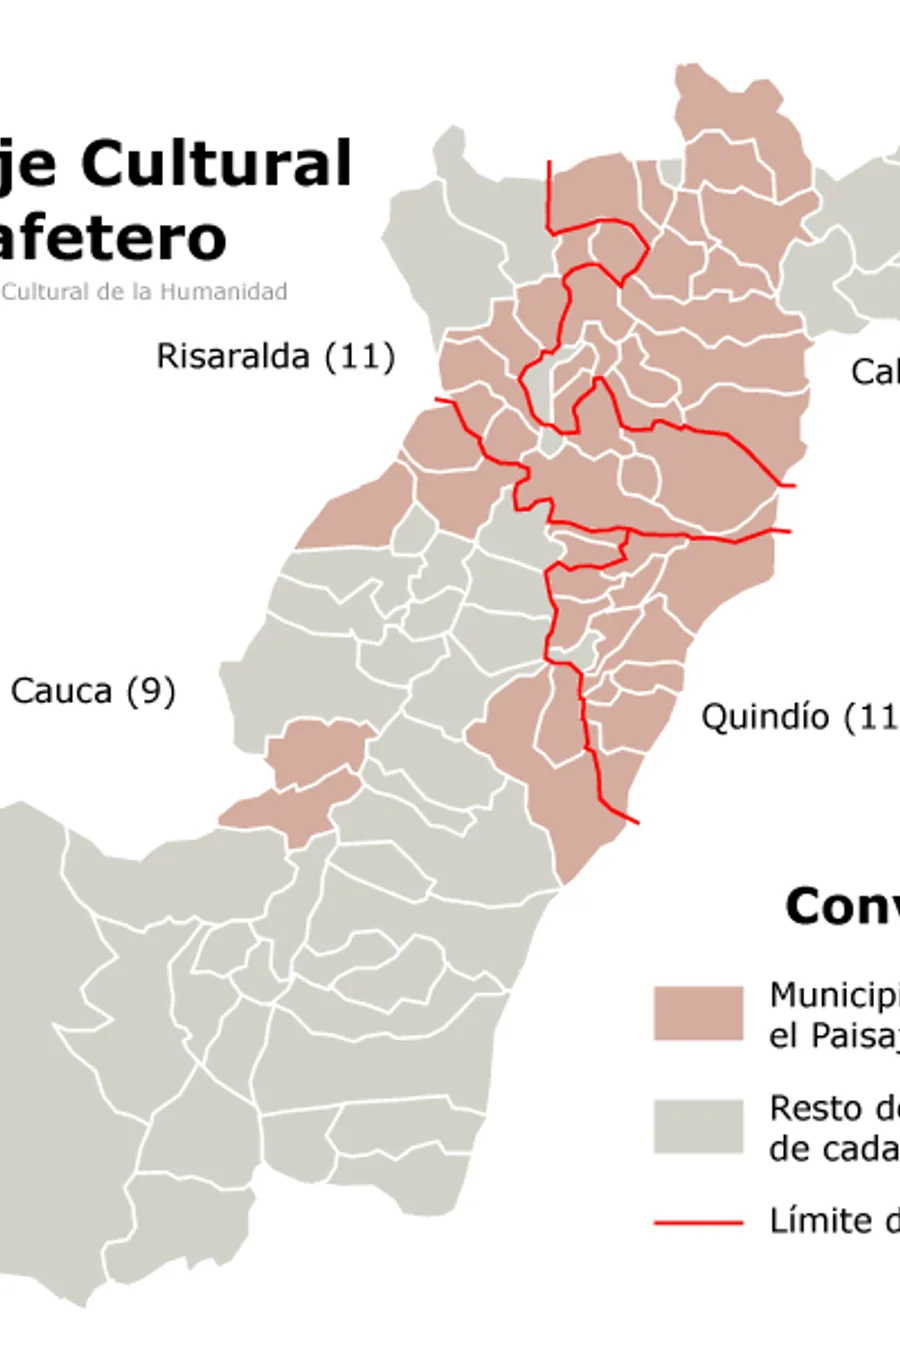 je Cultural
afetero
Cultural de la Humanidad
Risaralda (11)
Cal
Cauca (9)
Quindío (11
Conv
Municipi
el Paisaj
Resto de
de cada
Límite d